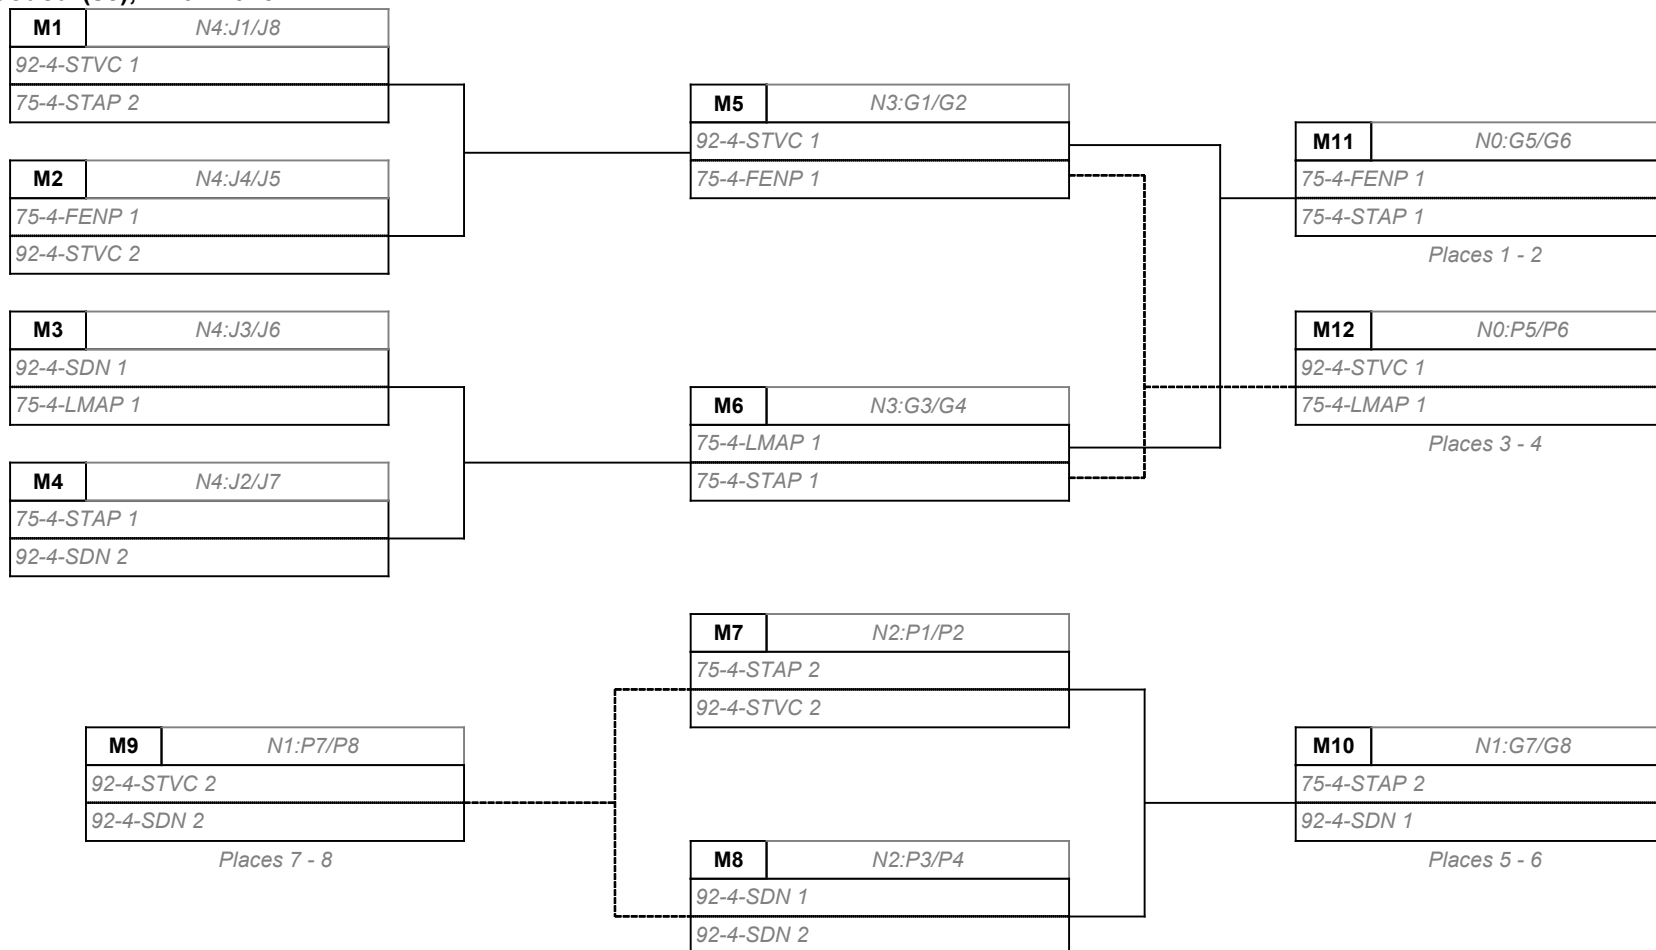 M1 N4:J1/J8
92-4-STVC 1
75-4-STAP 2
M2 N4:J4/J5
75-4-FENP 1
92-4-STVC 2
M3 N4:J3/J6
92-4-SDN 1
75-4-LMAP 1
M4 N4:J2/J7
75-4-STAP 1
92-4-SDN 2
M5 N3:G1/G2
92-4-STVC 1
75-4-FENP 1
M6 N3:G3/G4
75-4-LMAP 1
75-4-STAP 1
M11 N0:G5/G6
75-4-FENP 1
75-4-STAP 1
Places 1 - 2
M12 N0:P5/P6
92-4-STVC 1
75-4-LMAP 1
Places 3 - 4
M7 N2:P1/P2
75-4-STAP 2
92-4-STVC 2
M9 N1:P7/P8
92-4-STVC 2
92-4-SDN 2
Places 7 - 8
M8 N2:P3/P4
92-4-SDN 1
92-4-SDN 2
M10 N1:G7/G8
75-4-STAP 2
92-4-SDN 1
Places 5 - 6